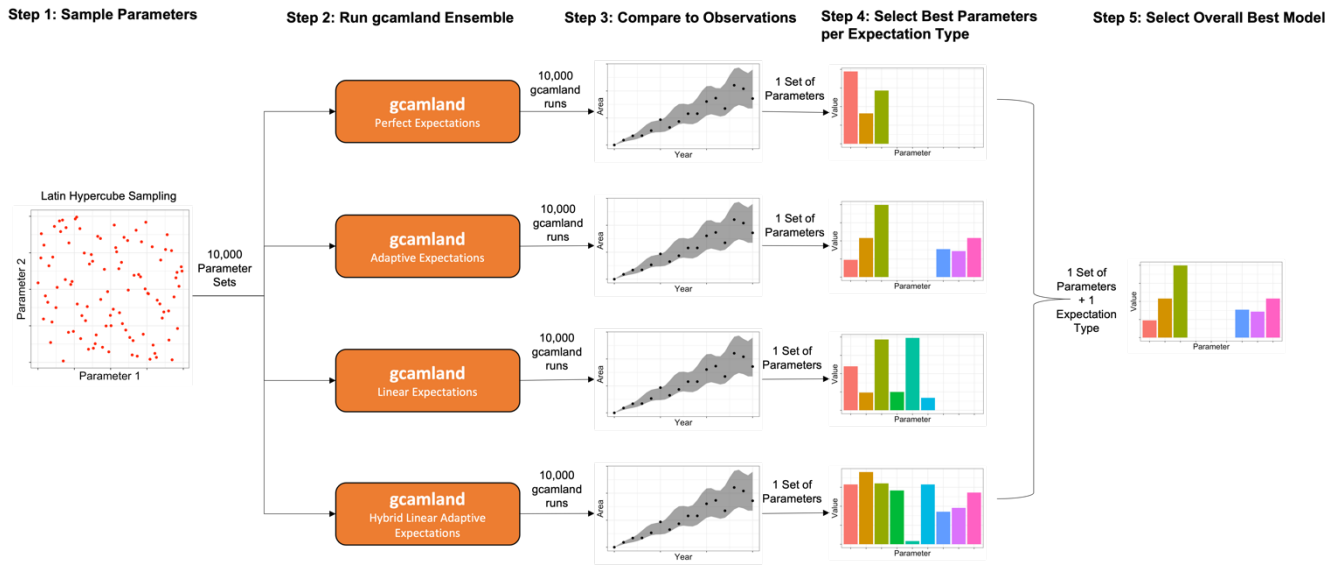 Step 1: Sample Parameters
Step 2: Run gcamland Ensemble
Step 3: Compare to Observations
Step 4: Select Best Parameters
per Expectation Type
Step 5: Select Overall Best Model
Latin Hypercube Sampling
Parameter 2
Parameter 1
10,000
Parameter
Sets
gcamland
Perfect Expectations
10,000
gcamland
runs
Area
Year
1 Set of
Parameters
Value
Parameter
gcamland
Adaptive Expectations
10,000
gcamland
runs
Area
Year
1 Set of
Parameters
Value
Parameter
gcamland
Linear Expectations
10,000
gcamland
runs
Area
Year
1 Set of
Parameters
Value
Parameter
gcamland
Hybrid Linear Adaptive
Expectations
10,000
gcamland
runs
Area
Year
1 Set of
Parameters
Value
Parameter
1 Set of
Parameters
+ 1
Expectation
Type
Value
Parameter